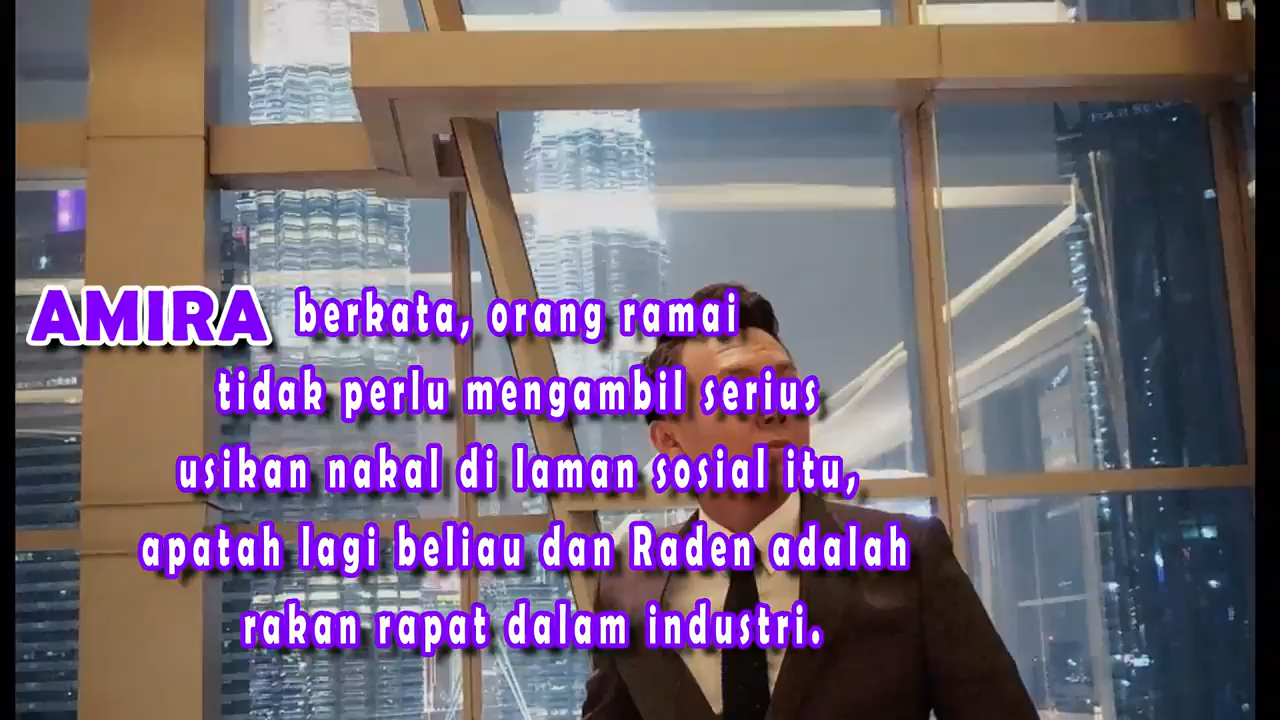 AMIRA berkata, orang ramai
tidak perlu mengambil serius
usikan nakal di laman sosial itu,
apatah lagi beliau dan Raden adalah
rakan rapat dalam industri.